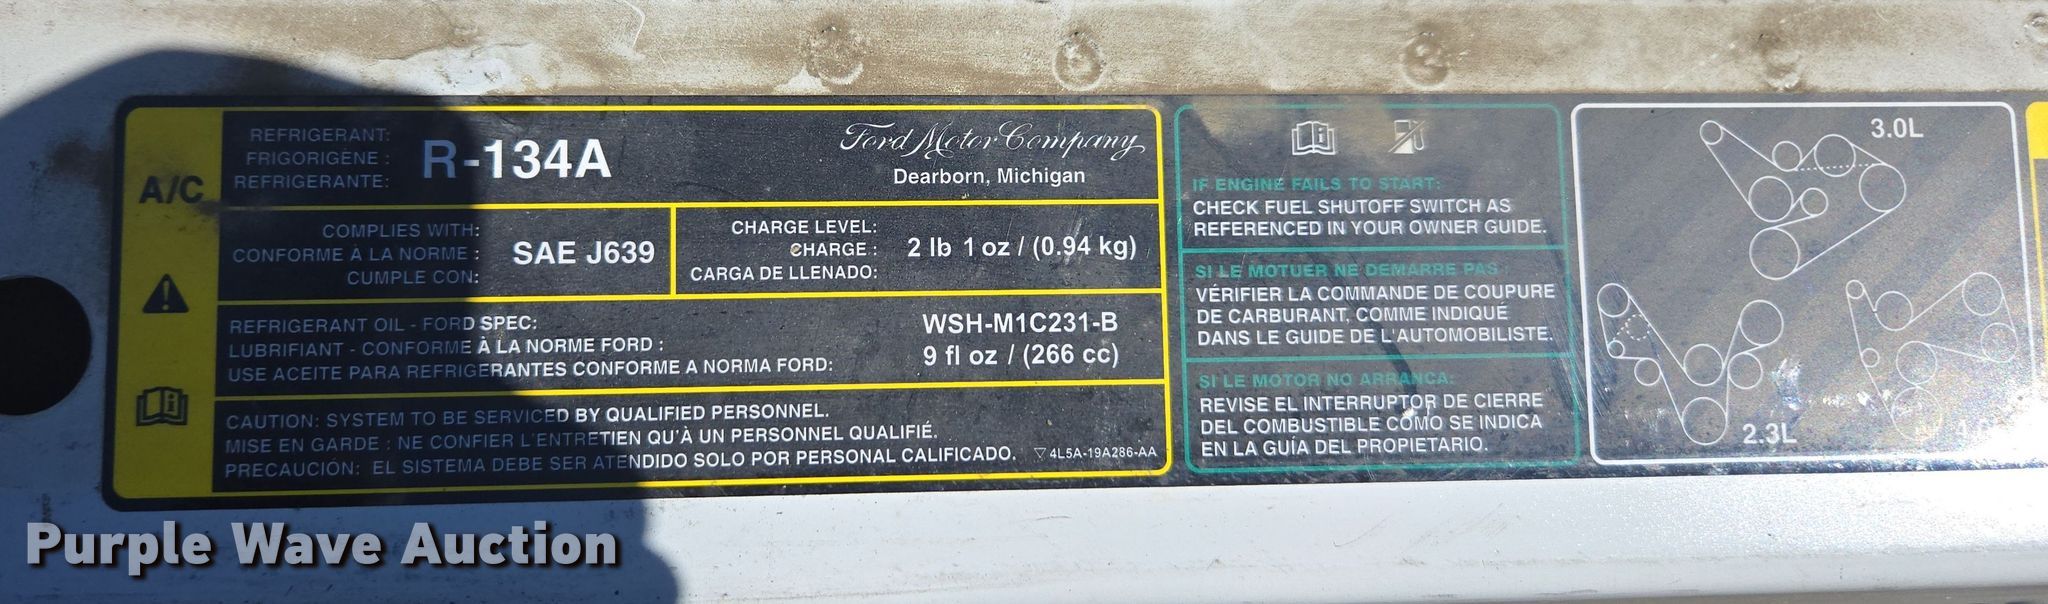 A/C
REFRIGERANT:
FRIGORIGÈNE :
REFRIGERANTE:
R-134A
Ford Motor Company
Dearborn, Michigan
COMPLIES WITH:
CONFORME À LA NORME :
CUMPLE CON:
SAE J639
CHARGE LEVEL:
CHARGE :
CARGA DE LLENADO:
2 lb 1 oz / (0.94 kg)
REFRIGERANT OIL - FORD SPEC:
LUBRIFIANT - CONFORME À LA NORME FORD :
USE ACEITE PARA REFRIGERANTES CONFORME A NORMA FORD:
WSH-M1C231-B
9 fl oz / (266 cc)
CAUTION: SYSTEM TO BE SERVICED BY QUALIFIED PERSONNEL.
MISE EN GARDE : NE CONFIER L'ENTRETIEN QU'À UN PERSONNEL QUALIFIÉ.
PRECAUCIÓN: EL SISTEMA DEBE SER ATENDIDO SOLO POR PERSONAL CALIFICADO.
4L5A-19A286-AA
IF ENGINE FAILS TO START:
CHECK FUEL SHUTOFF SWITCH AS
REFERENCED IN YOUR OWNER GUIDE.
SI LE MOTUER NE DEMARRE PAS :
VÉRIFIER LA COMMANDE DE COUPURE
DE CARBURANT, COMME INDIQUÉ
DANS LE GUIDE DE L'AUTOMOBILISTE.
SI LE MOTOR NO ARRANCA:
REVISE EL INTERRUPTOR DE CIERRE
DEL COMBUSTIBLE CÓMO SE INDICA
EN LA GUÍA DEL PROPIETARIO.
3.0L
2.3L
Purple Wave Auction